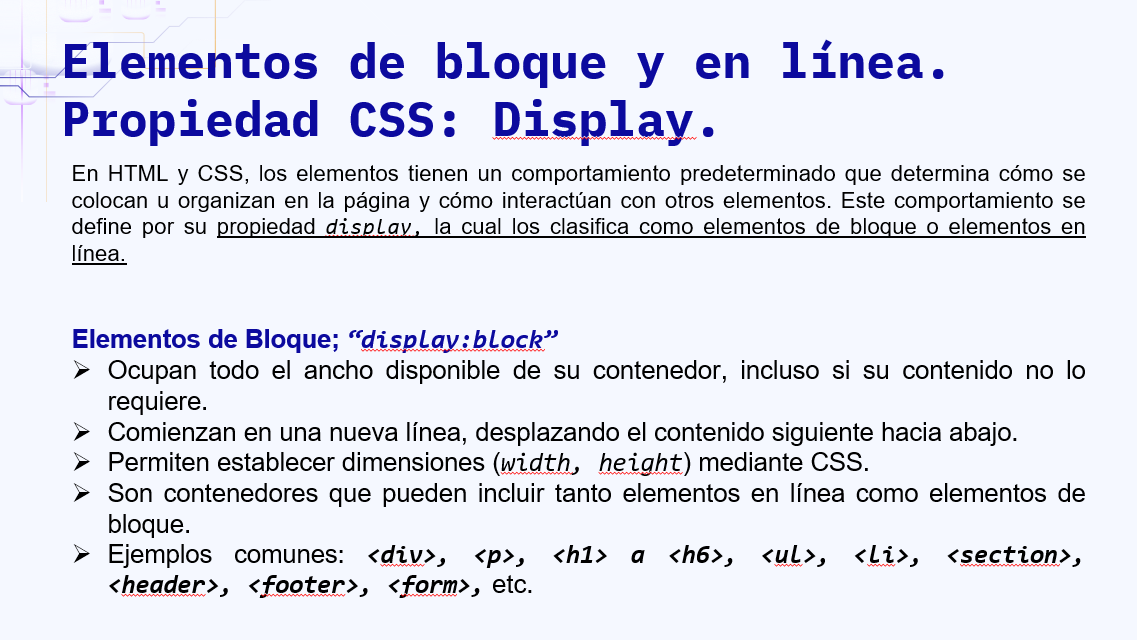 Elementos de bloque y en línea.
Propiedad CSS: Display.
En HTML y CSS, los elementos tienen un comportamiento predeterminado que determina cómo se
colocan u organizan en la página y cómo interactúan con otros elementos. Este comportamiento se
define por su propiedad display, la cual los clasifica como elementos de bloque o elementos en
línea.
Elementos de Bloque; “display:block”
➢ Ocupan todo el ancho disponible de su contenedor, incluso si su contenido no lo
requiere.
➢ Comienzan en una nueva línea, desplazando el contenido siguiente hacia abajo.
➢ Permiten establecer dimensiones (width, height) mediante CSS.
➢ Son contenedores que pueden incluir tanto elementos en línea como elementos de
bloque.
➢ Ejemplos comunes: <div>, <p>, <h1> a <h6>, <ul>, <li>, <section>,
<header>, <footer>, <form>, etc.